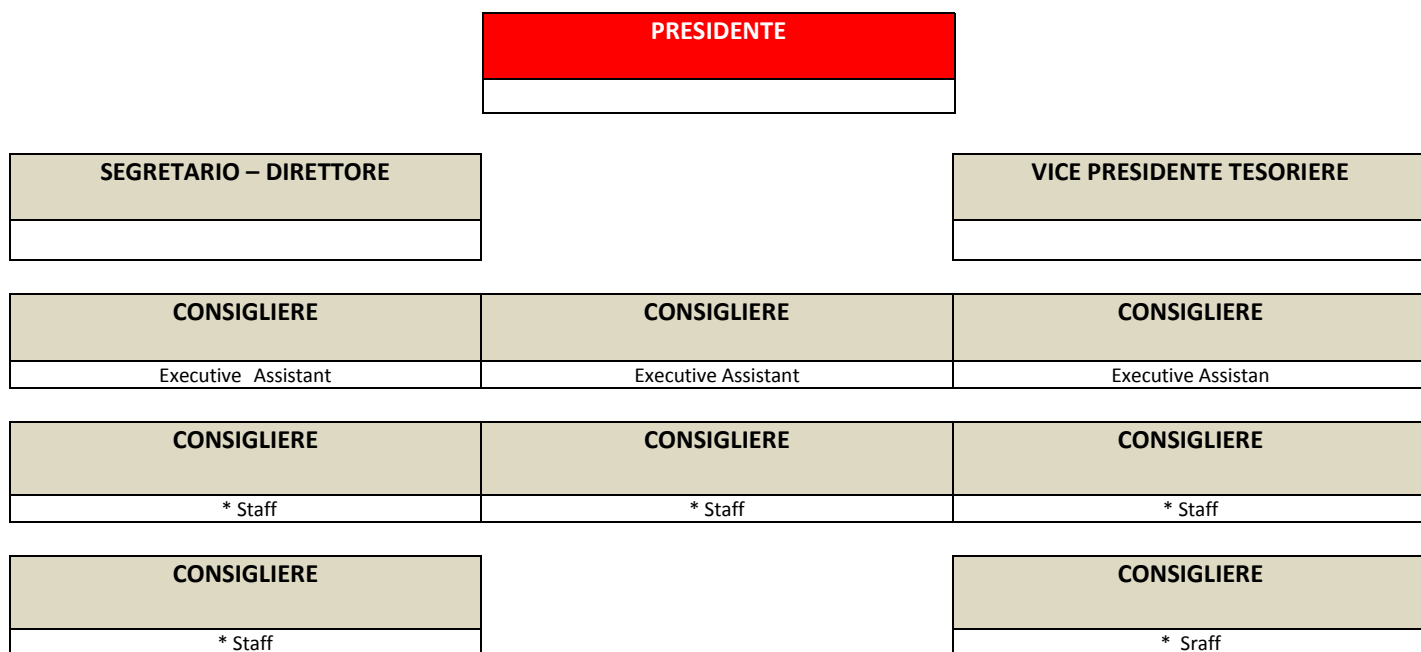 PRESIDENTE
SEGRETARIO – DIRETTORE
VICE PRESIDENTE TESORIERE
CONSIGLIERE
CONSIGLIERE
CONSIGLIERE
Executive Assistant
Executive Assistant
Executive Assistan
CONSIGLIERE
CONSIGLIERE
CONSIGLIERE
* Staff
* Staff
* Staff
CONSIGLIERE
CONSIGLIERE
* Staff
* Sraff